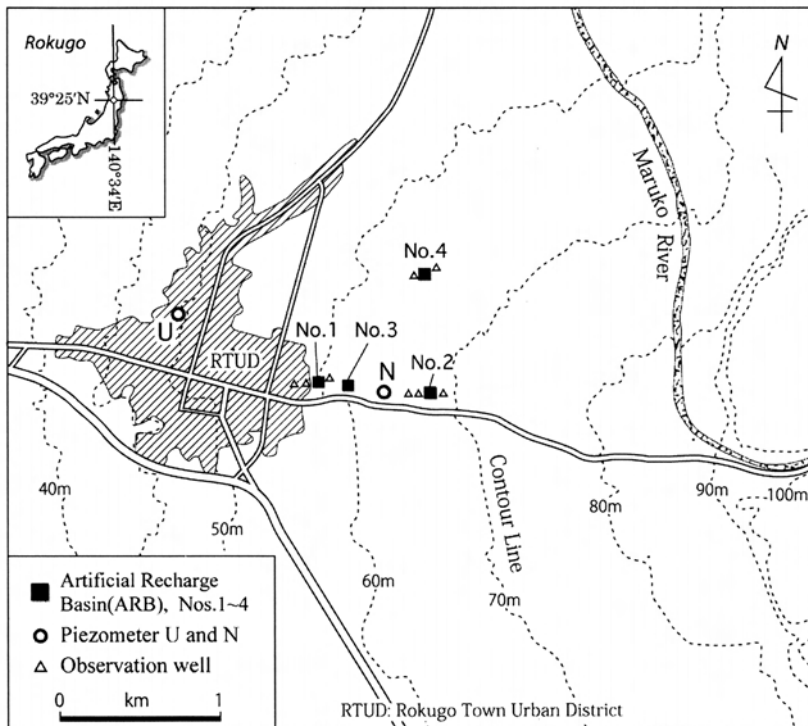 Rokugo
39°25′N
140°34′E
N
Maruko River
No.4
No.1
No.3
No.2
N
U
RTUD
Contour Line
40m
50m
60m
70m
80m
90m
100m
Artificial Recharge
Basin(ARB), Nos.1~4
Piezometer U and N
Observation well
0 km 1
RTUD: Rokugo Town Urban District